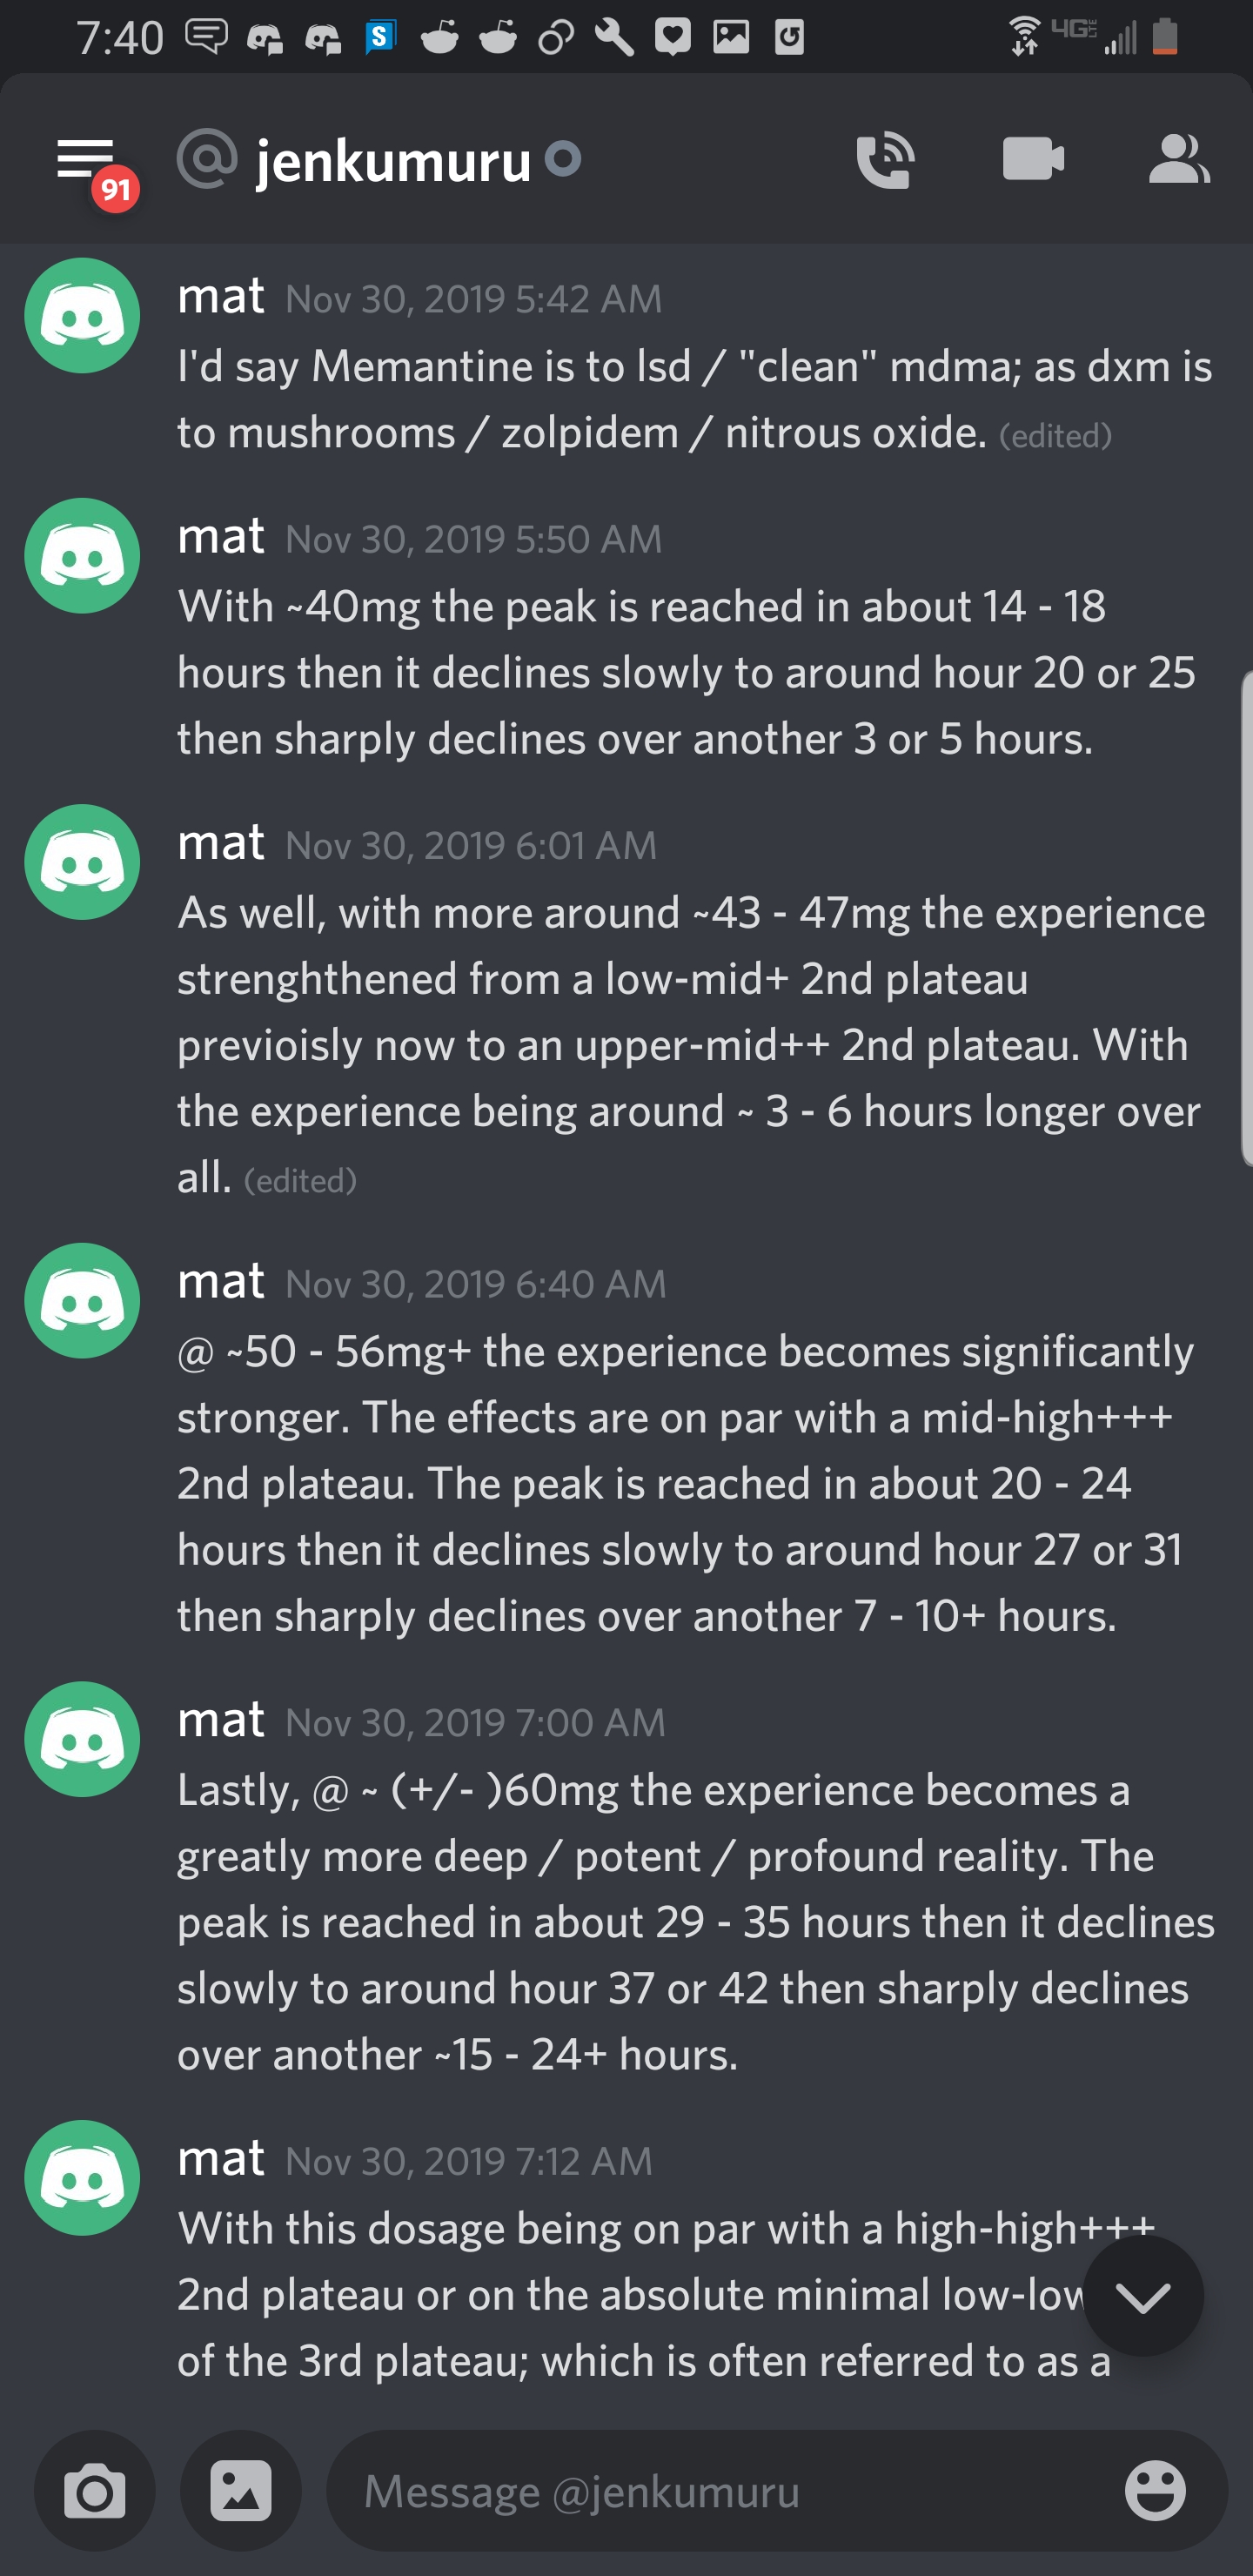 7:40
4G LTE
91
@ jenkumuru
mat Nov 30, 2019 5:42 AM
I'd say Memantine is to lsd / "clean" mdma; as dxm is
to mushrooms / zolpidem / nitrous oxide. (edited)
mat Nov 30, 2019 5:50 AM
With ~40mg the peak is reached in about 14 - 18
hours then it declines slowly to around hour 20 or 25
then sharply declines over another 3 or 5 hours.
mat Nov 30, 2019 6:01 AM
As well, with more around ~43 - 47mg the experience
strenghthened from a low-mid+ 2nd plateau
previoisly now to an upper-mid++ 2nd plateau. With
the experience being around ~ 3 - 6 hours longer over
all. (edited)
mat Nov 30, 2019 6:40 AM
@ ~50 - 56mg+ the experience becomes significantly
stronger. The effects are on par with a mid-high+++
2nd plateau. The peak is reached in about 20 - 24
hours then it declines slowly to around hour 27 or 31
then sharply declines over another 7 - 10+ hours.
mat Nov 30, 2019 7:00 AM
Lastly, @ ~ (+/- )60mg the experience becomes a
greatly more deep / potent / profound reality. The
peak is reached in about 29 - 35 hours then it declines
slowly to around hour 37 or 42 then sharply declines
over another ~15 - 24+ hours.
mat Nov 30, 2019 7:12 AM
With this dosage being on par with a high-high+++
2nd plateau or on the absolute minimal low-low
of the 3rd plateau; which is often referred to as a
Message @jenkumuru